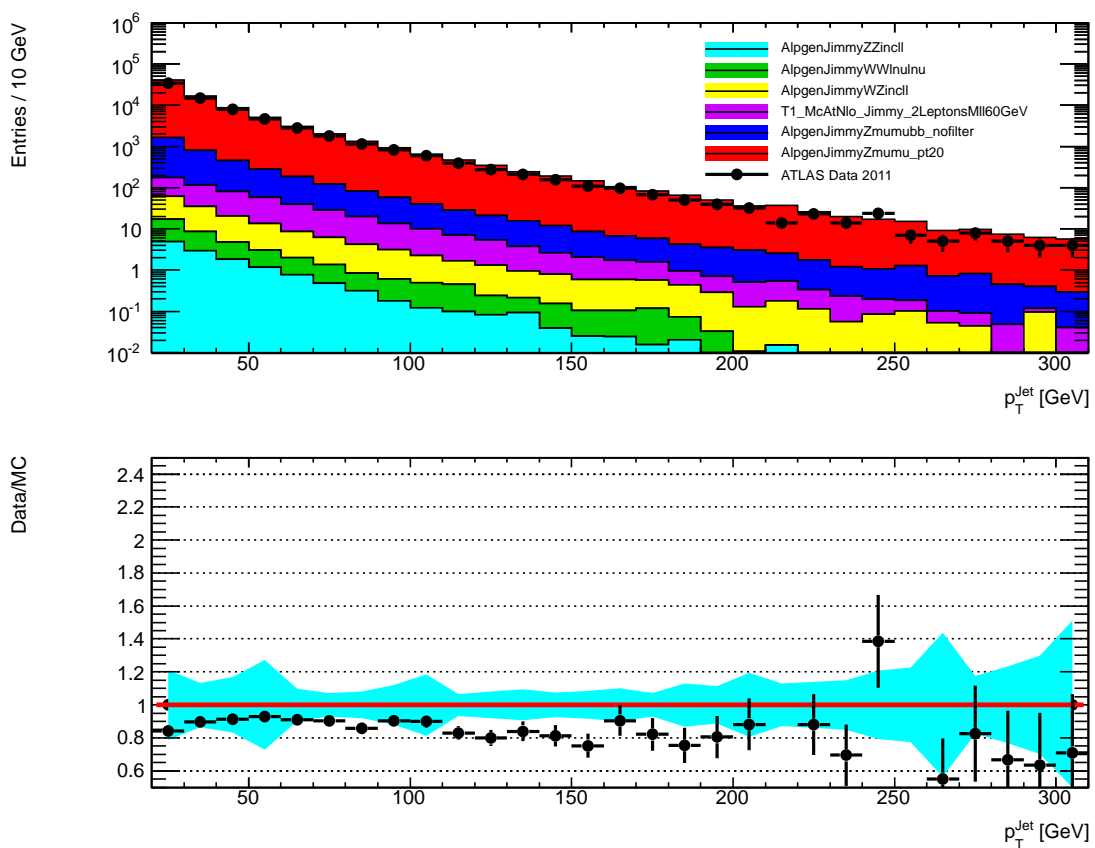 Entries / 10 GeV
10^6
10^5
10^4
10^3
10^2
10
1
10^-1
10^-2
AlpgenJimmyZZincll
AlpgenJimmyWWlnulnu
AlpgenJimmyWZincll
T1_McAtNlo_Jimmy_2LeptonsMll60GeV
AlpgenJimmyZmumubb_nofilter
AlpgenJimmyZmumu_pt20
ATLAS Data 2011
50 100 150 200 250 300
p_T^Jet [GeV]
Data/MC
2.4
2.2
2
1.8
1.6
1.4
1.2
1
0.8
0.6
50 100 150 200 250 300
p_T^Jet [GeV]